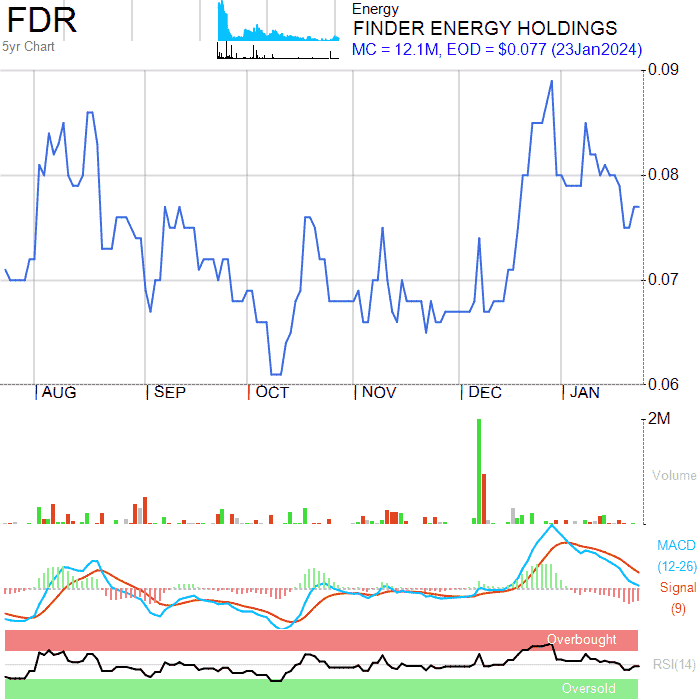 FDR
5yr Chart
Energy
FINDER ENERGY HOLDINGS
MC = 12.1M, EOD = $0.077 (23Jan2024)
0.09
0.08
0.07
0.06
AUG SEP OCT NOV DEC JAN
2M
Volume
MACD
(12-26)
Signal
(9)
Overbought
RSI(14)
Oversold